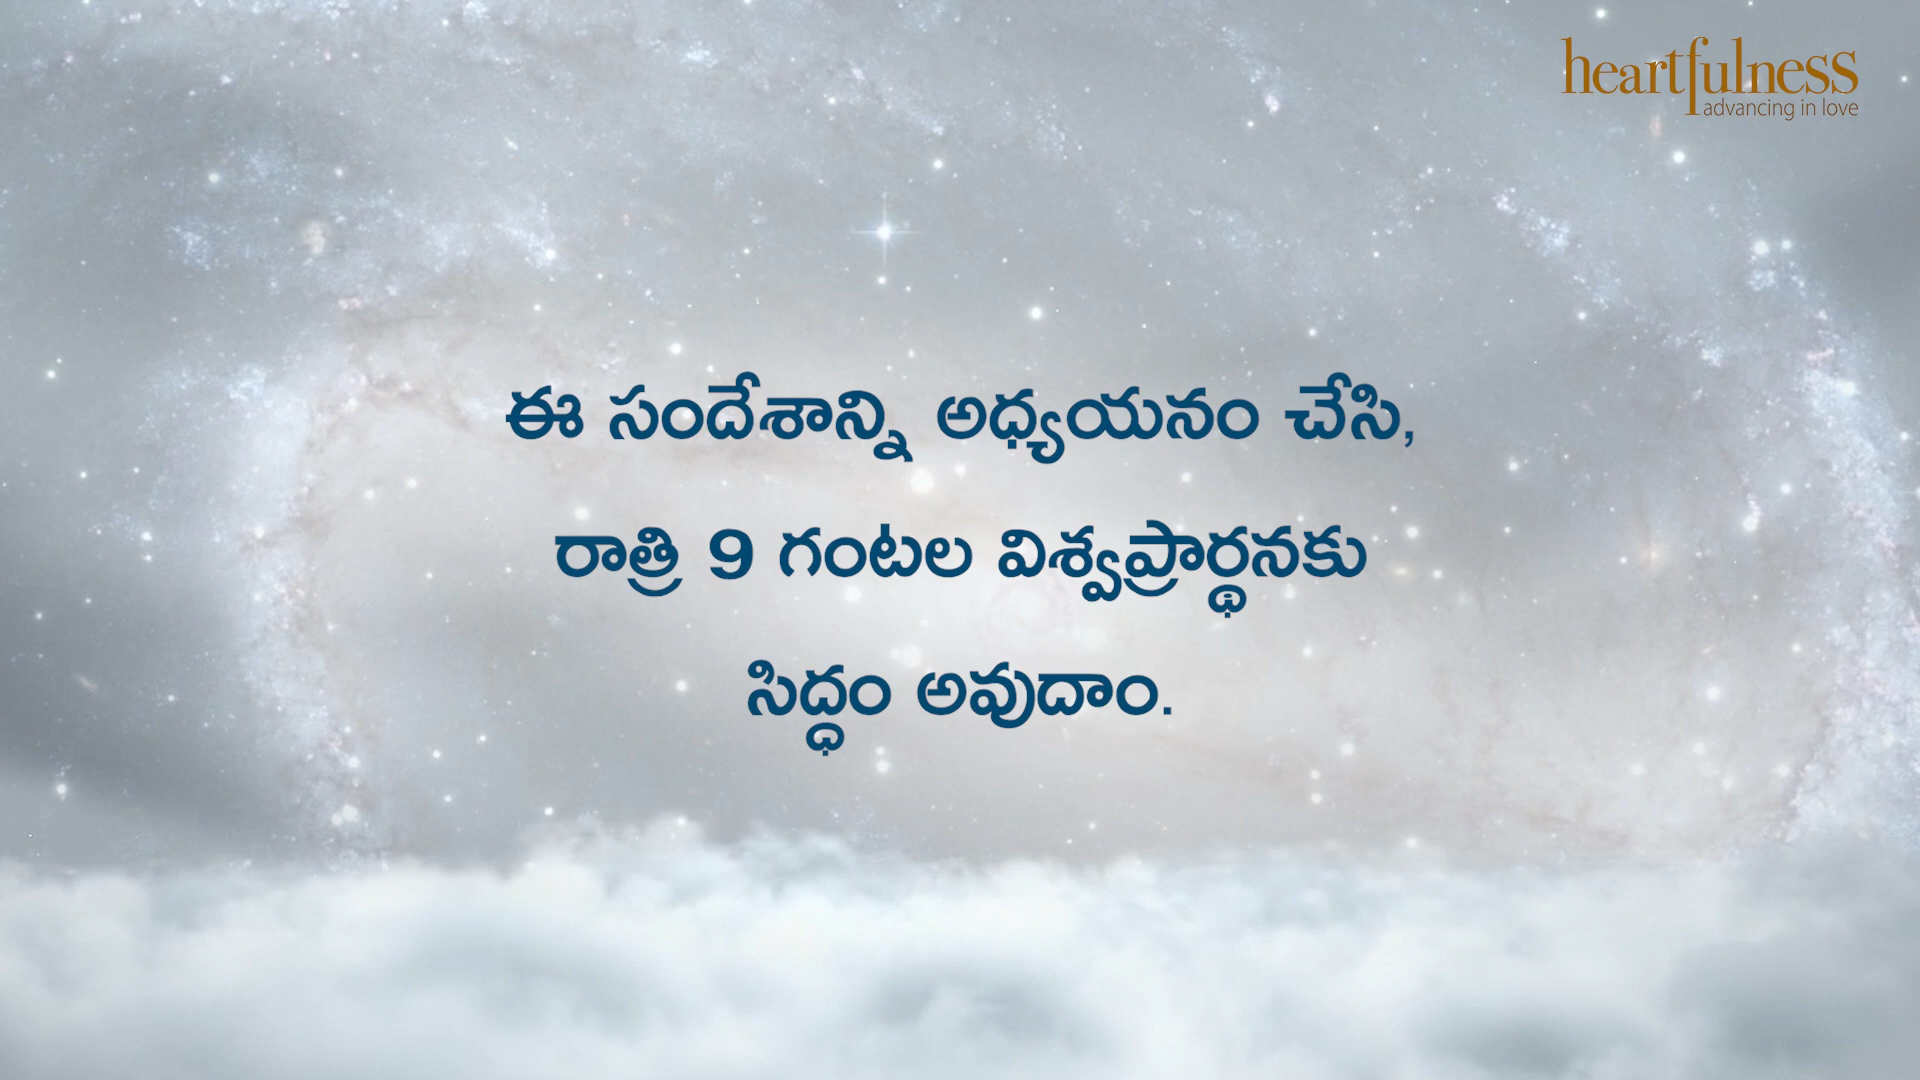 heartfulness
advancing in love
ఈ సందేశాన్ని అధ్యయనం చేసి,
రాత్రి 9 గంటల విశ్వప్రార్థనకు
సిద్ధం అవుదాం.